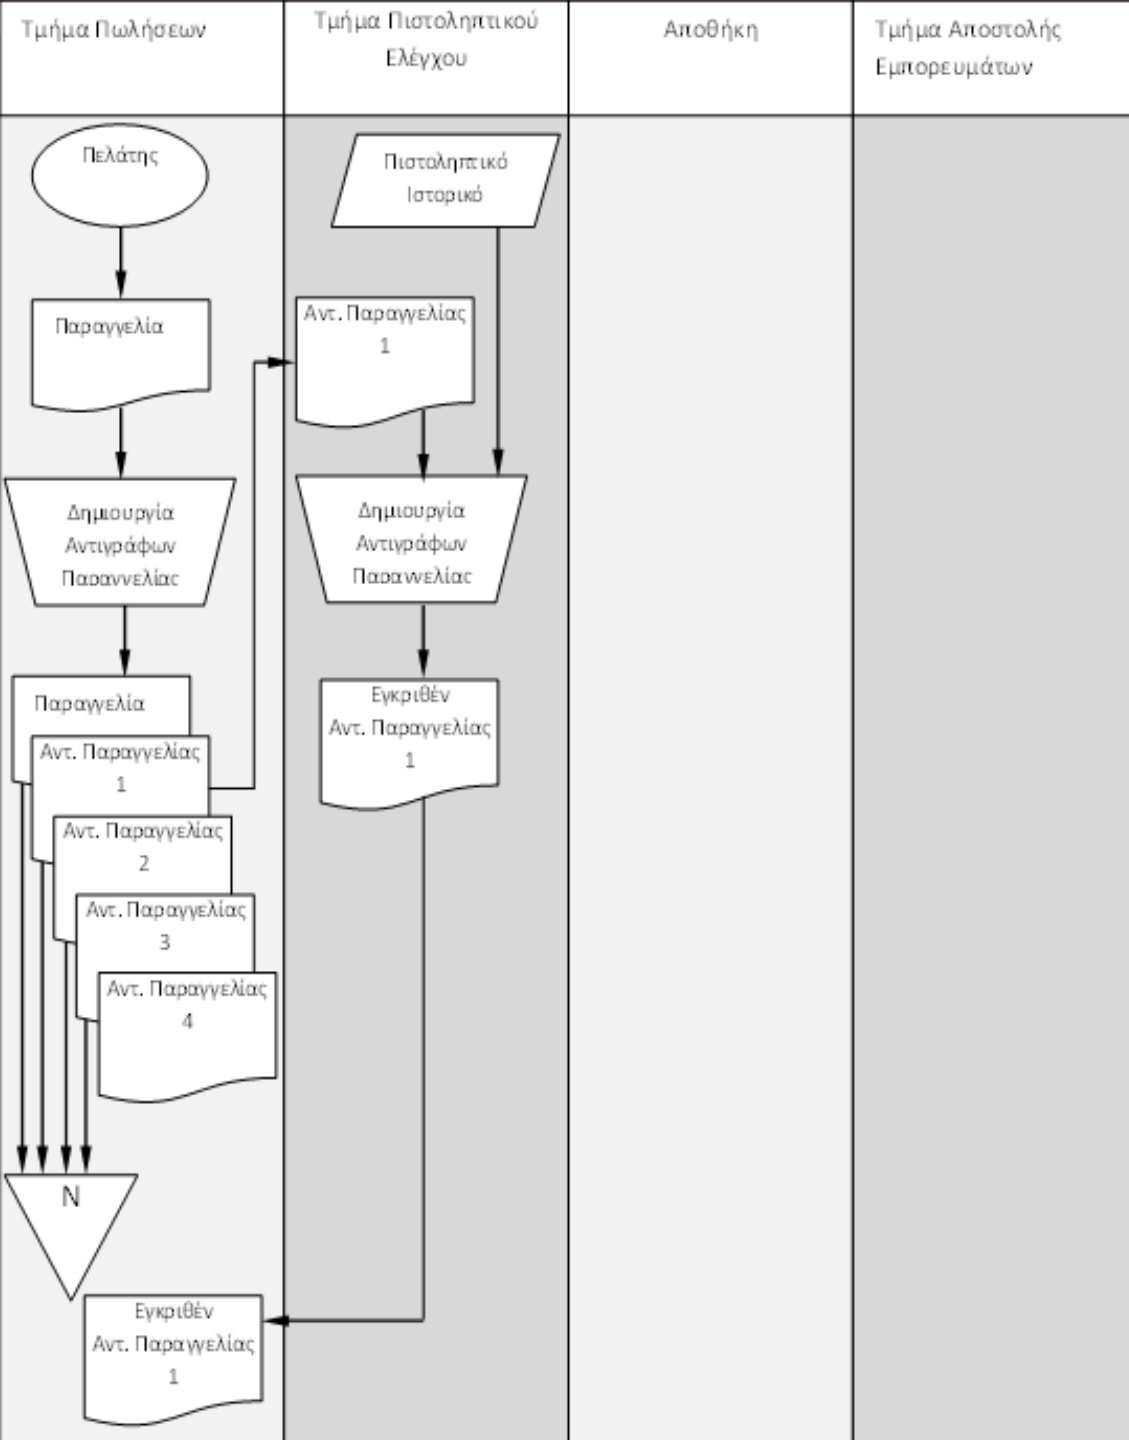 Τμήμα Πωλήσεων
Τμήμα Πιστοληπτικού
Ελέγχου
Αποθήκη
Τμήμα Αποστολής
Εμπορευμάτων
Πελάτης
Πιστοληπτικό
Ιστορικό
Παραγγελία
Αντ. Παραγγελίας
1
Δημιουργία
Αντιγράφων
Παραγγελίας
Δημιουργία
Αντιγράφων
Παραγγελίας
Παραγγελία
Αντ. Παραγγελίας
1
Αντ. Παραγγελίας
2
Αντ. Παραγγελίας
3
Αντ. Παραγγελίας
4
Εγκριθέν
Αντ. Παραγγελίας
1
N
Εγκριθέν
Αντ. Παραγγελίας
1